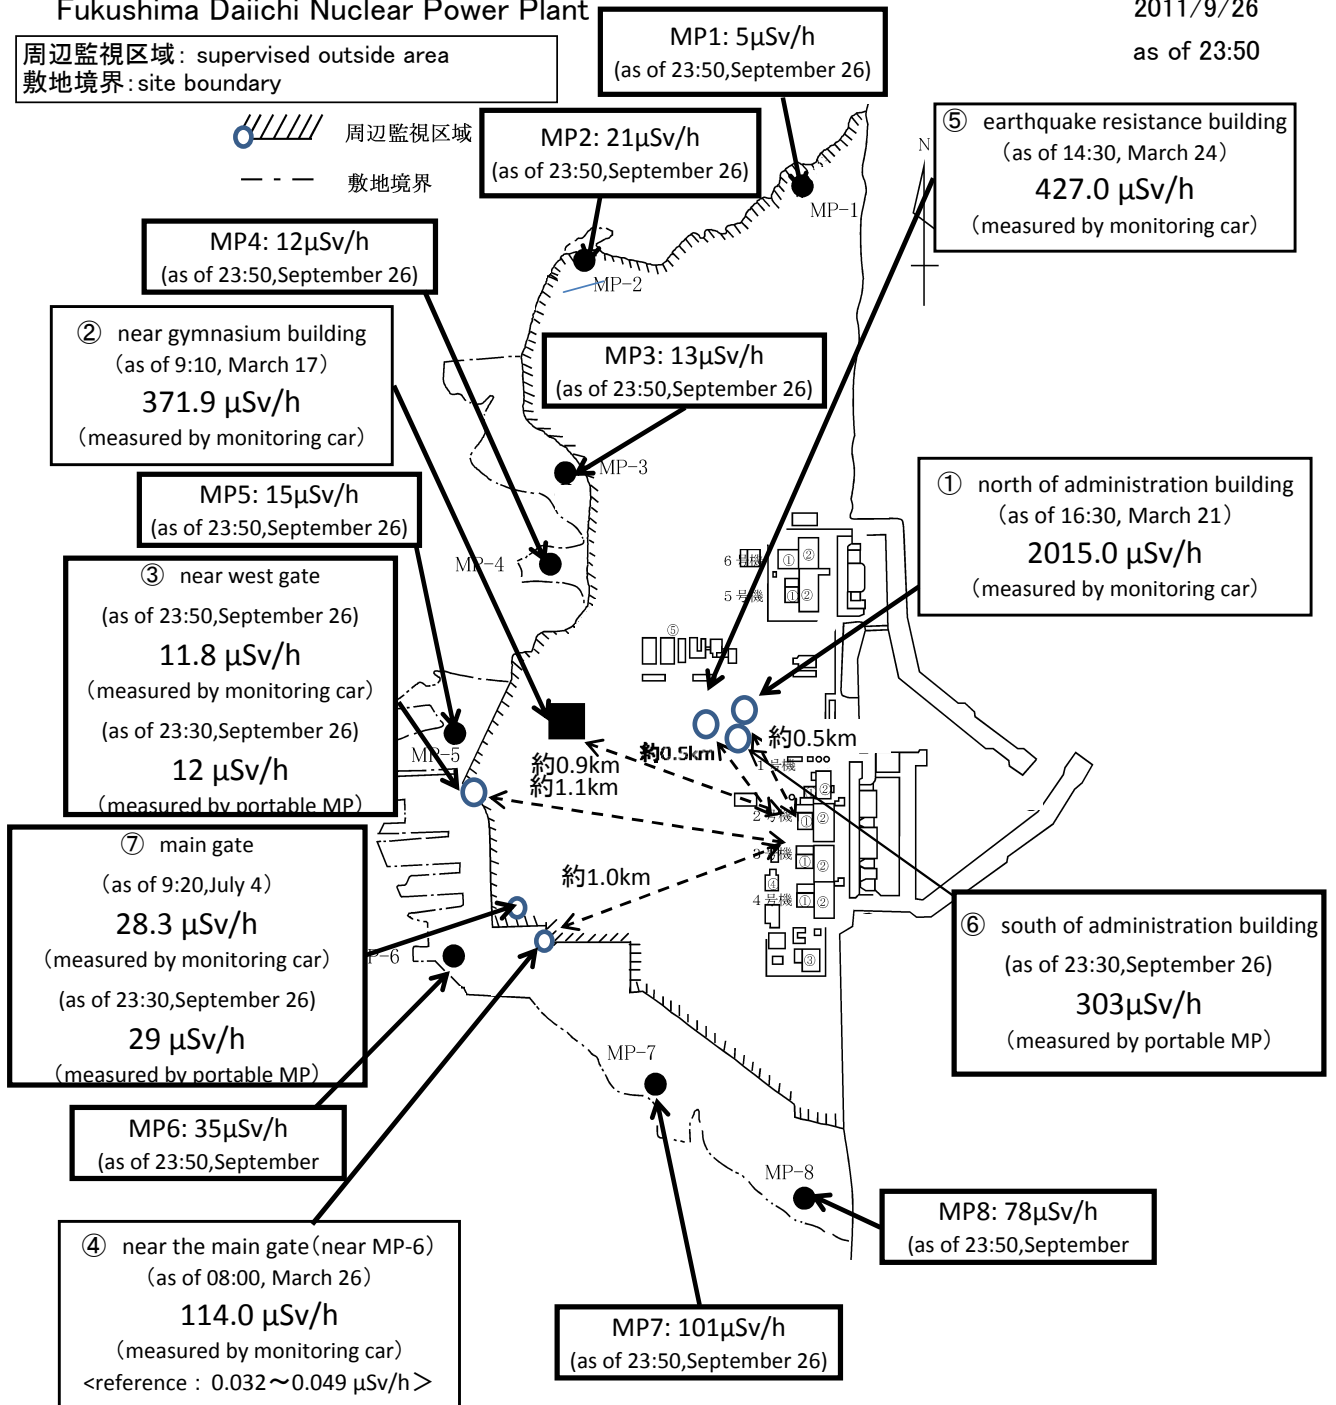 Fukushima Daiichi Nuclear Power Plant
2011/9/26
as of 23:50
周辺監視区域: supervised outside area
敷地境界:site boundary
周辺監視区域
敷地境界
MP1: 5μSv/h
(as of 23:50,September 26)
MP2: 21μSv/h
(as of 23:50,September 26)
⑤ earthquake resistance building
(as of 14:30, March 24)
427.0 μSv/h
(measured by monitoring car)
N
MP-1
MP4: 12μSv/h
(as of 23:50,September 26)
MP-2
② near gymnasium building
(as of 9:10, March 17)
371.9 μSv/h
(measured by monitoring car)
MP3: 13μSv/h
(as of 23:50,September 26)
MP-3
MP5: 15μSv/h
(as of 23:50,September 26)
① north of administration building
(as of 16:30, March 21)
2015.0 μSv/h
(measured by monitoring car)
MP-4
③ near west gate
(as of 23:50,September 26)
11.8 μSv/h
(measured by monitoring car)
(as of 23:30,September 26)
12 μSv/h
(measured by portable MP)
6号機
① ②
5号機
① ②
⑤
MP-5
約0.9km
約1.1km
約0.5km
約0.5km
1号機
②
2号機
① ②
3号機
① ②
④
4号機
① ②
③
約1.0km
⑦ main gate
(as of 9:20,July 4)
28.3 μSv/h
(measured by monitoring car)
(as of 23:30,September 26)
29 μSv/h
(measured by portable MP)
P-6
⑥ south of administration building
(as of 23:30,September 26)
303μSv/h
(measured by portable MP)
MP-7
MP6: 35μSv/h
(as of 23:50,September
MP-8
MP8: 78μSv/h
(as of 23:50,September
④ near the main gate(near MP-6)
(as of 08:00, March 26)
114.0 μSv/h
(measured by monitoring car)
<reference : 0.032～0.049 μSv/h>
MP7: 101μSv/h
(as of 23:50,September 26)